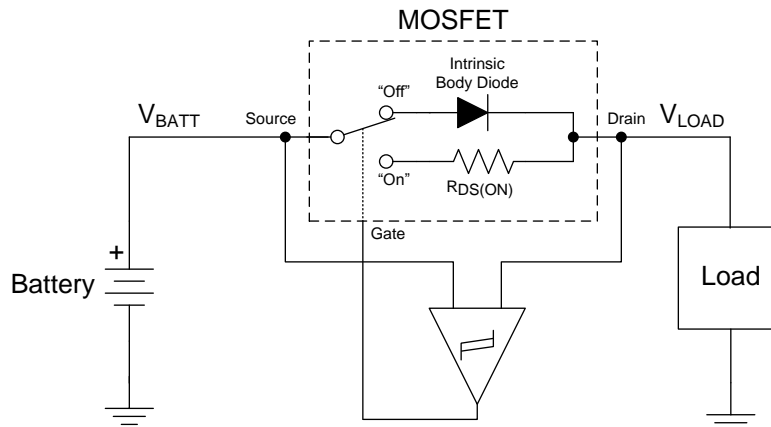 MOSFET
Intrinsic
Body Diode
“Off”
VBATT
Source
Drain
VLOAD
“On”
RDS(ON)
Gate
+
Battery
Load